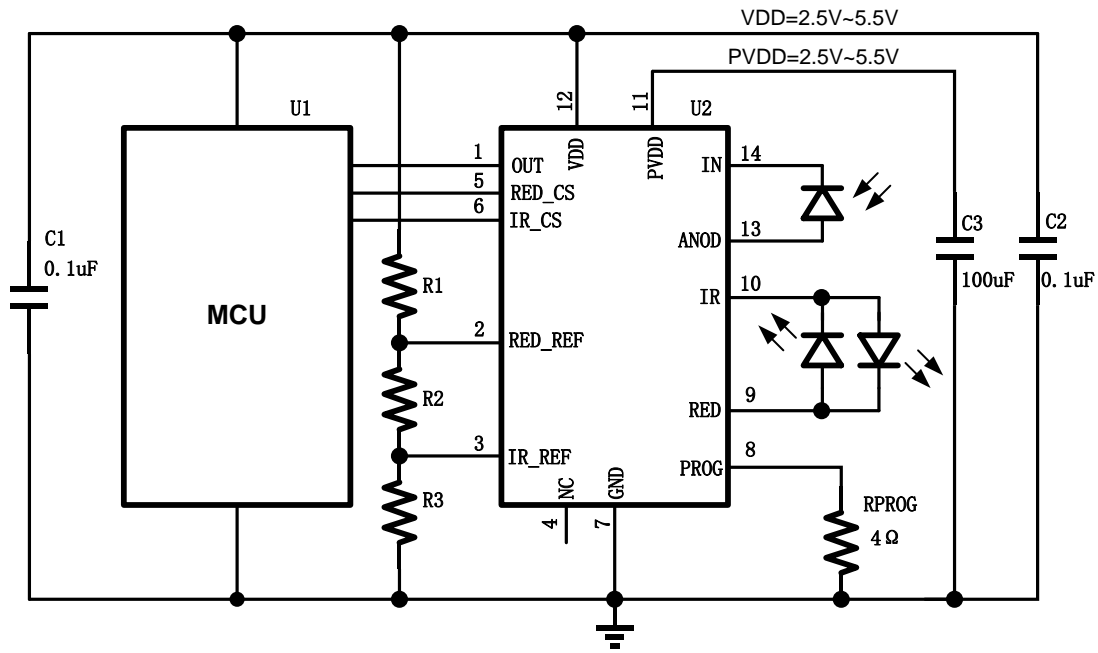 VDD=2.5V~5.5V
PVDD=2.5V~5.5V
U1
12
11
U2
1
OUT
VDD
PVDD
IN
14
5
RED_CS
6
IR_CS
C1
0.1uF
ANOD
13
C3
100uF
C2
0.1uF
R1
IR
10
MCU
2
RED_REF
R2
RED
9
3
IR_REF
PROG
8
R3
NC
GND
4
7
RPROG
4Ω